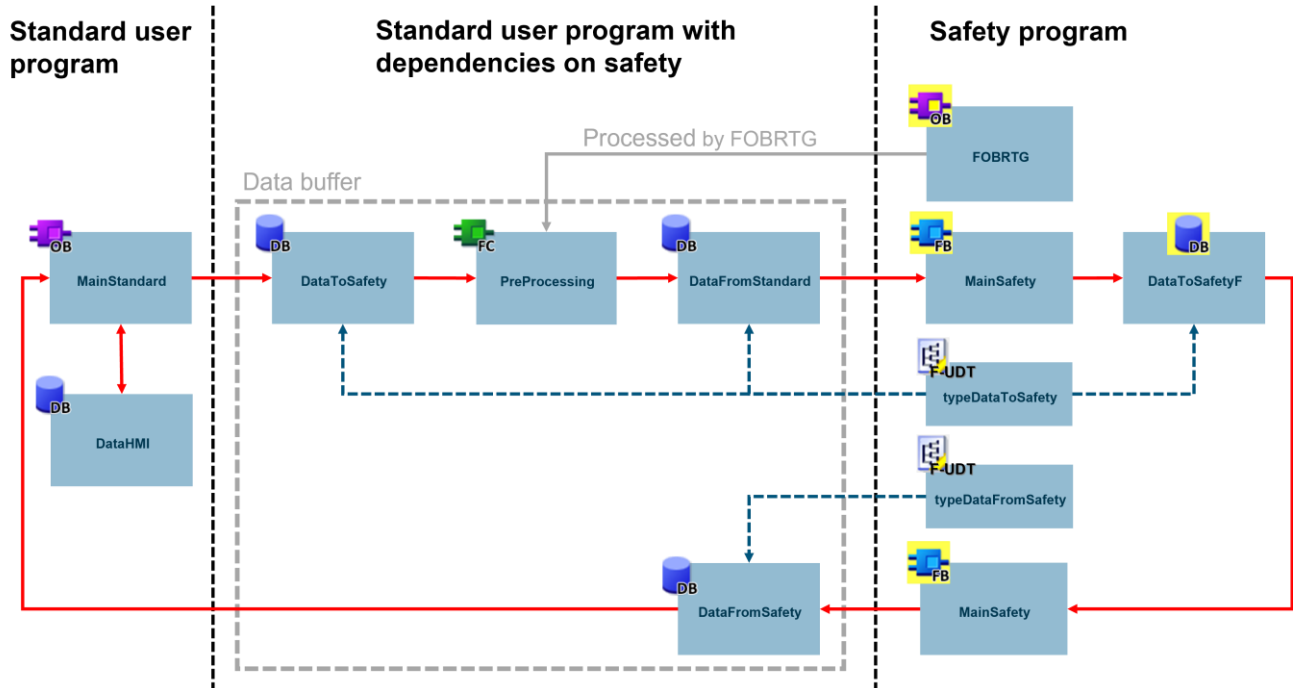 Standard user
program
Standard user program with
dependencies on safety
Safety program
OB
FOBRTG
Processed by FOBRTG
Data buffer
OB
MainStandard
DB
DataToSafety
FC
PreProcessing
DB
DataFromStandard
FB
MainSafety
DB
DataToSafetyF
F-UDT
typeDataToSafety
DB
DataHMI
F-UDT
typeDataFromSafety
DB
DataFromSafety
FB
MainSafety